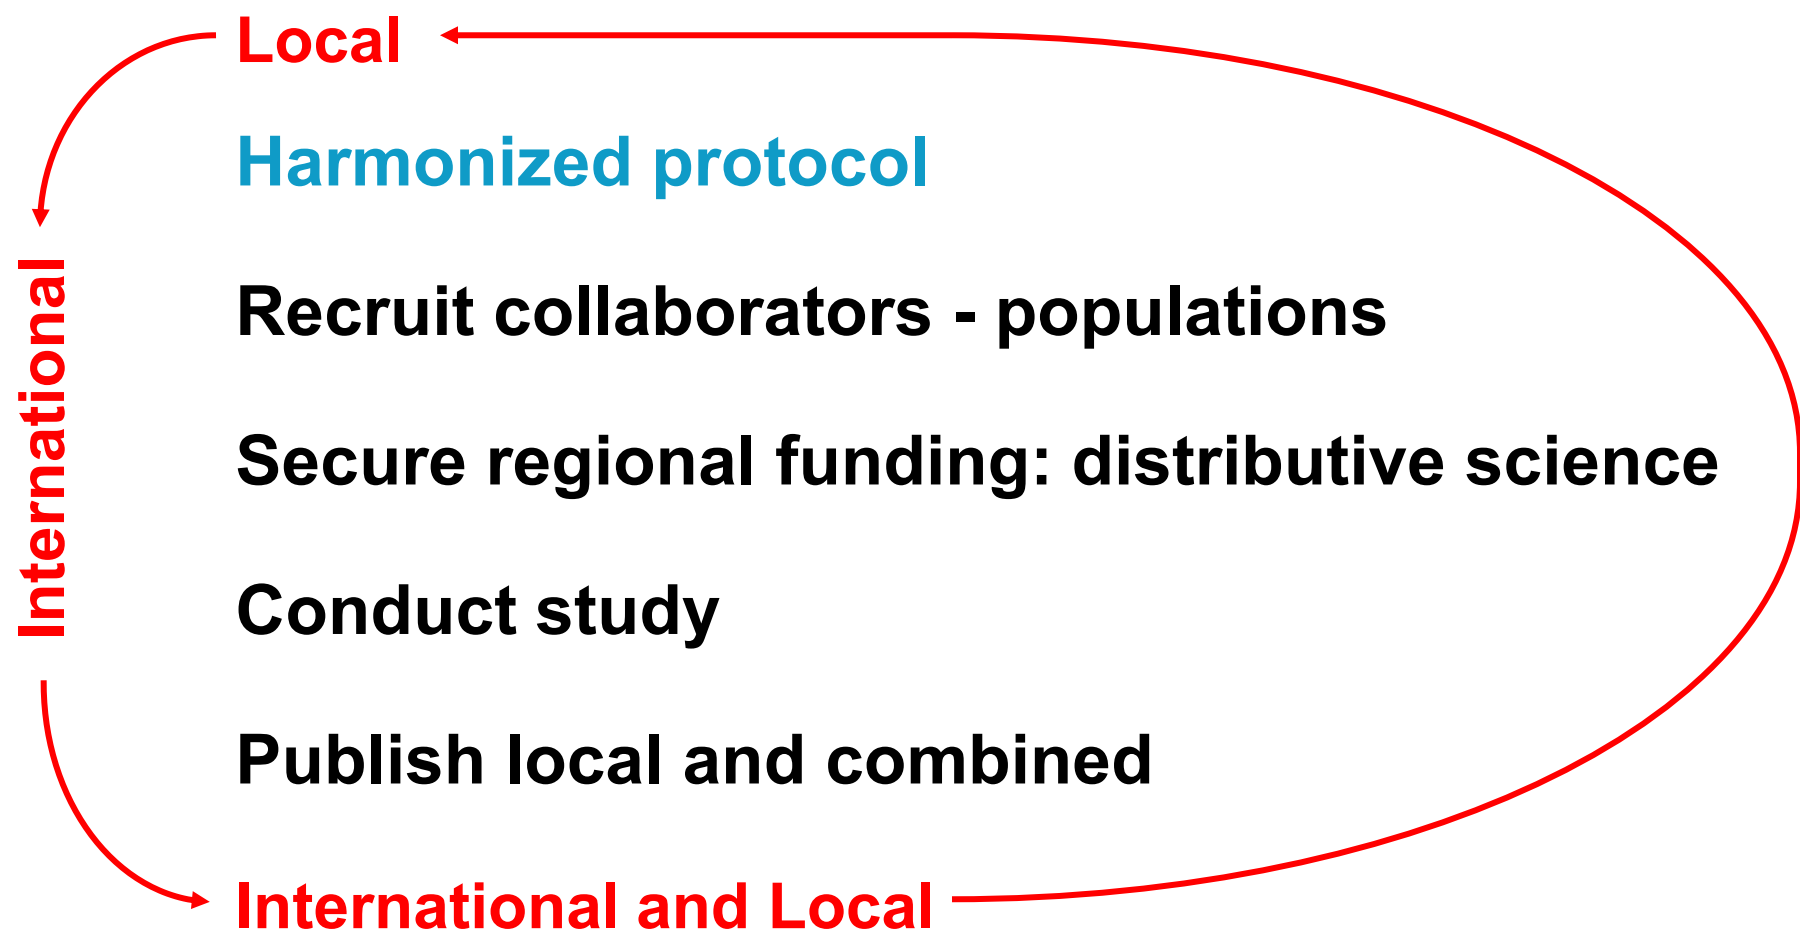 Local
Harmonized protocol
International
Recruit collaborators - populations
Secure regional funding: distributive science
Conduct study
Publish local and combined
International and Local